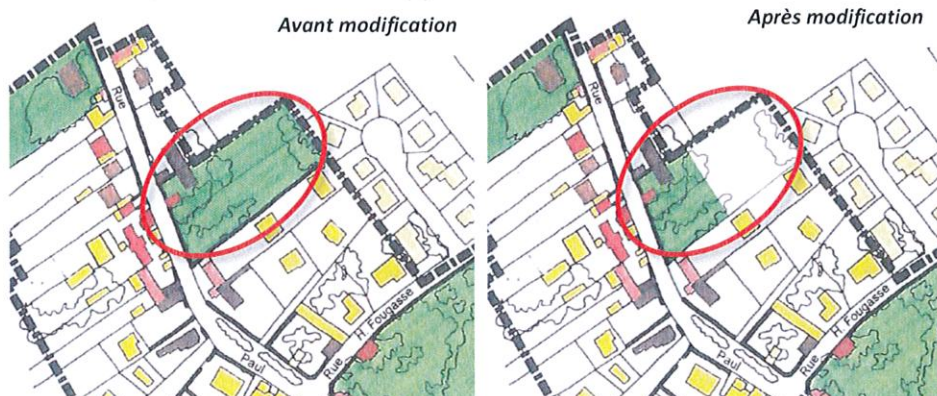 Avant modification
Après modification
Rue
Paul
Rue H. Fougasse
Rue
Paul
Rue H. Fougasse